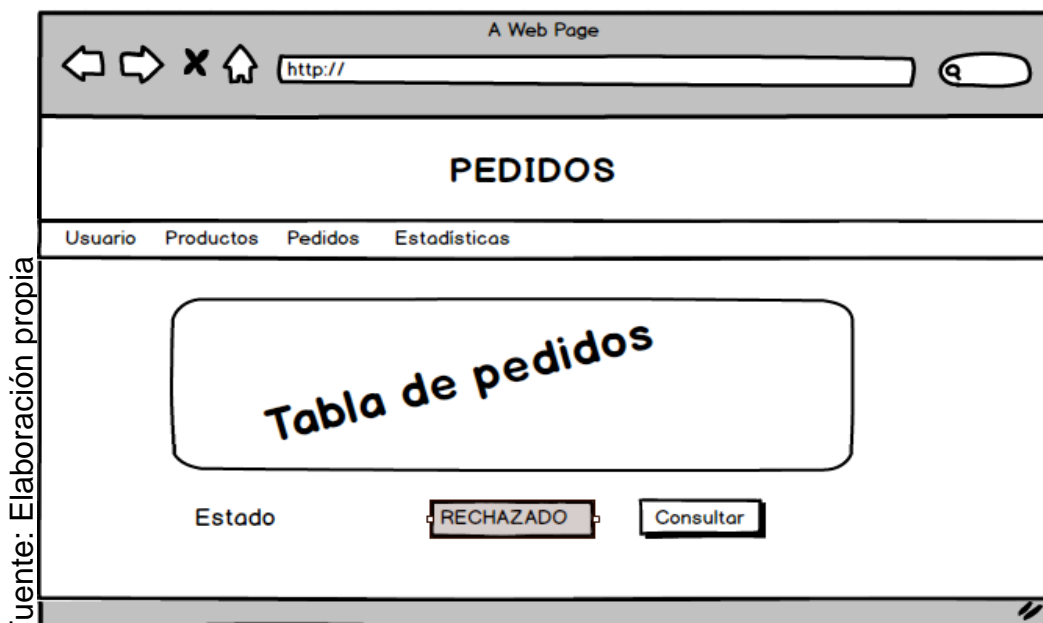 A Web Page
http://
PEDIDOS
Usuario Productos Pedidos Estadísticas
Tabla de pedidos
Estado RECHAZADO Consultar
uente: Elaboración propia